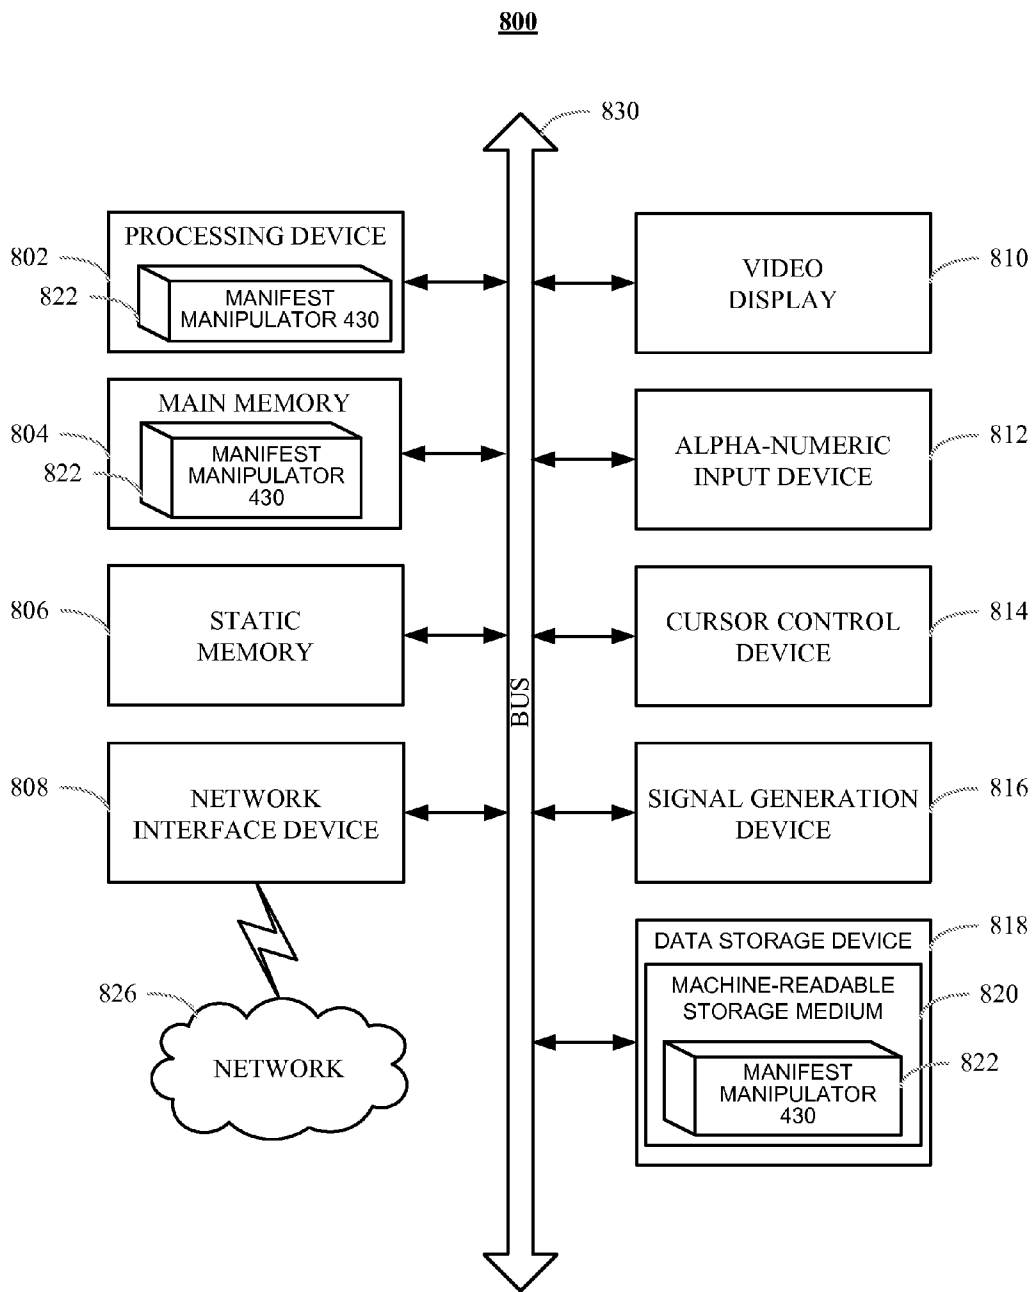 800
830
PROCESSING DEVICE
802
822
MANIFEST
MANIPULATOR 430
810
VIDEO
DISPLAY
MAIN MEMORY
804
822
MANIFEST
MANIPULATOR
430
812
ALPHA-NUMERIC
INPUT DEVICE
806
STATIC
MEMORY
814
CURSOR CONTROL
DEVICE
BUS
808
NETWORK
INTERFACE DEVICE
816
SIGNAL GENERATION
DEVICE
818
DATA STORAGE DEVICE
MACHINE-READABLE
STORAGE MEDIUM
820
822
MANIFEST
MANIPULATOR
430
826
NETWORK